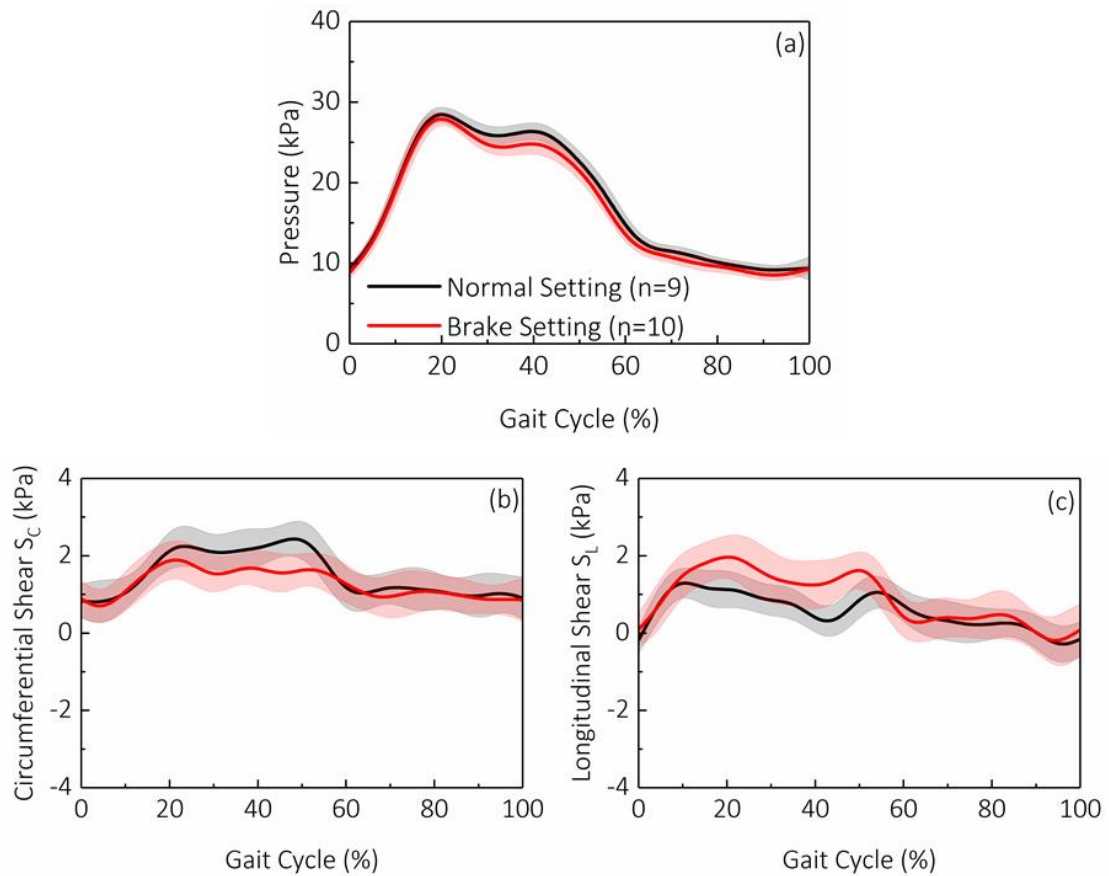 (a)
Pressure (kPa)
40
30
20
10
0
Normal Setting (n=9)
Brake Setting (n=10)
0 20 40 60 80 100
Gait Cycle (%)
(b)
Circumferential Shear S_C (kPa)
4
2
0
-2
-4
0 20 40 60 80 100
Gait Cycle (%)
(c)
Longitudinal Shear S_L (kPa)
4
2
0
-2
-4
0 20 40 60 80 100
Gait Cycle (%)